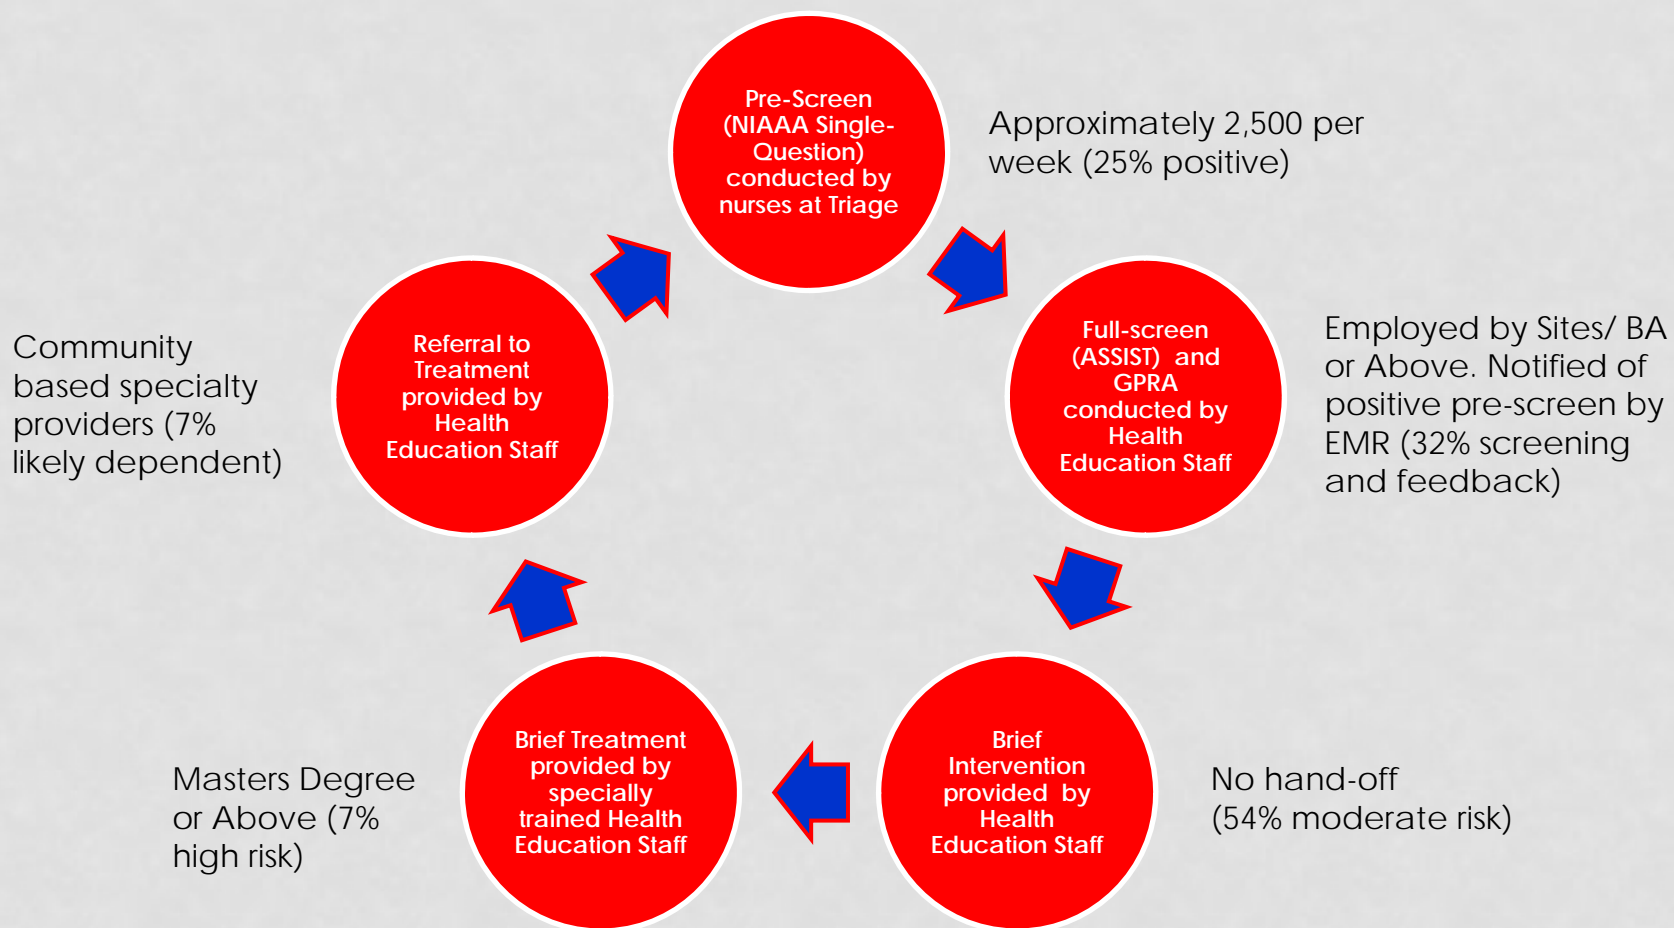 Pre-Screen
(NIAAA Single-
Question)
conducted by
nurses at Triage
Approximately 2,500 per
week (25% positive)
Full-screen
(ASSIST) and
GPRA
conducted by
Health
Education Staff
Employed by Sites/ BA
or Above. Notified of
positive pre-screen by
EMR (32% screening
and feedback)
Brief
Intervention
provided by
Health
Education Staff
No hand-off
(54% moderate risk)
Brief Treatment
provided by
specially
trained Health
Education Staff
Masters Degree
or Above (7%
high risk)
Referral to
Treatment
provided by
Health
Education Staff
Community
based specialty
providers (7%
likely dependent)